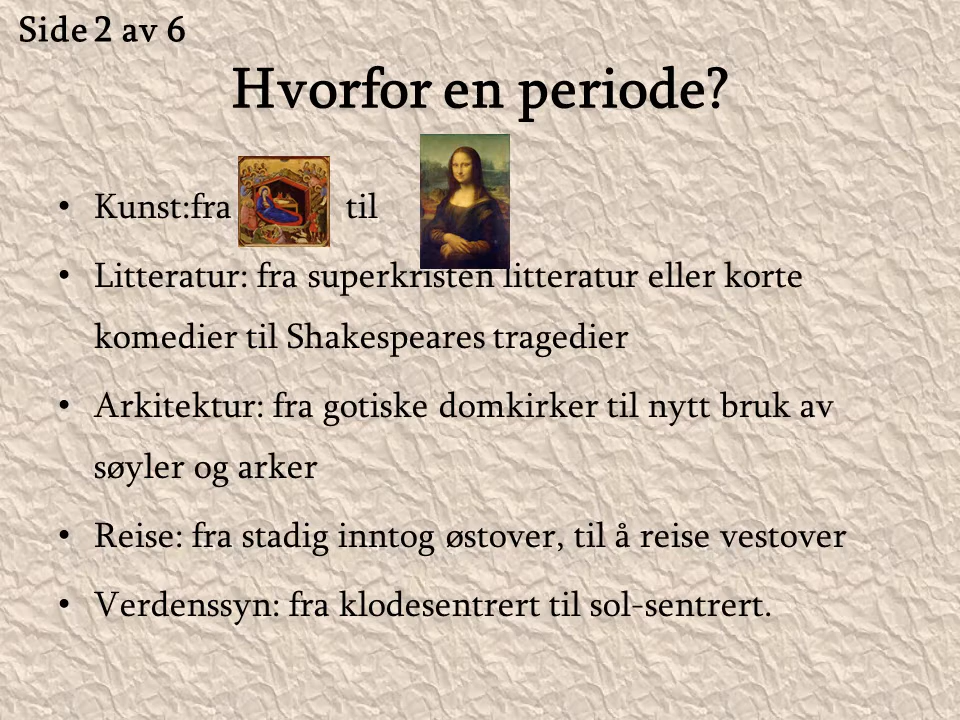 Side 2 av 6
Hvorfor en periode?
• Kunst:fra til
• Litteratur: fra superkristen litteratur eller korte
komedier til Shakespeares tragedier
• Arkitektur: fra gotiske domkirker til nytt bruk av
søyler og arker
• Reise: fra stadig inntog østover, til å reise vestover
• Verdenssyn: fra klodesentrert til sol-sentrert.